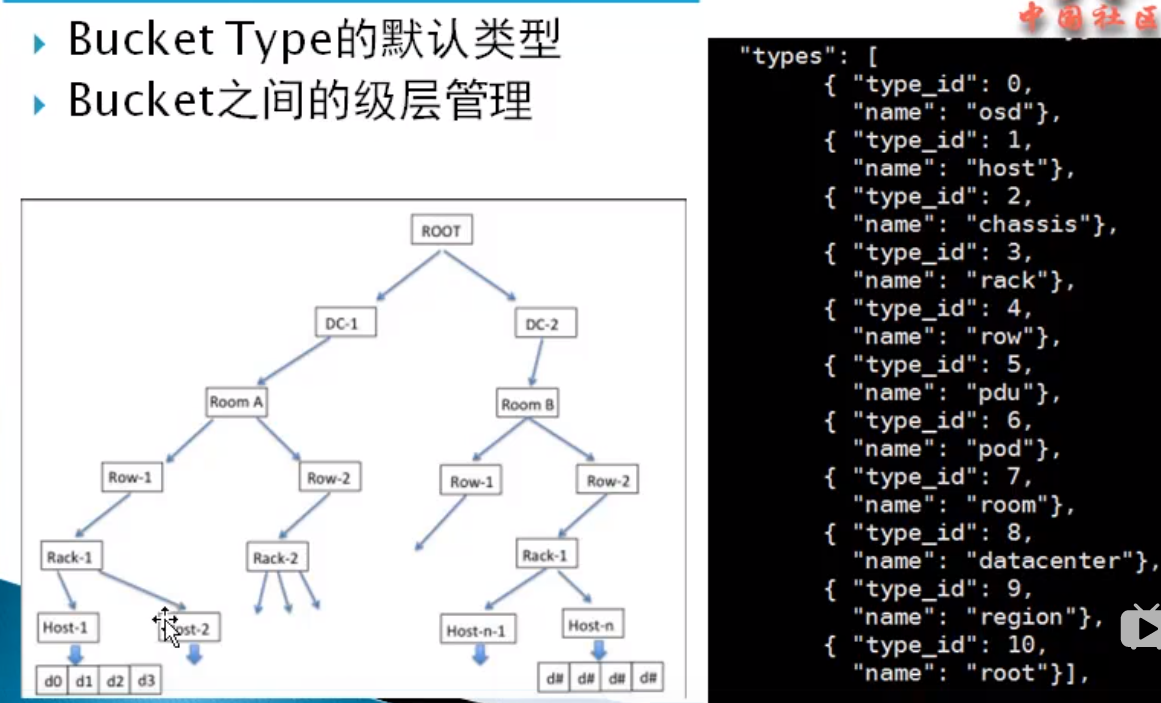 Bucket Type的默认类型
Bucket之间的级层管理
中国社区
ROOT
DC-1
DC-2
Room A
Room B
Row-1
Row-2
Row-1
Row-2
Rack-1
Rack-2
Rack-1
Host-1
ost-2
Host-n-1
Host-n
d0 d1 d2 d3
d# d# d# d#
"types": [
{ "type_id": 0,
"name": "osd"},
{ "type_id": 1,
"name": "host"},
{ "type_id": 2,
"name": "chassis"},
{ "type_id": 3,
"name": "rack"},
{ "type_id": 4,
"name": "row"},
{ "type_id": 5,
"name": "pdu"},
{ "type_id": 6,
"name": "pod"},
{ "type_id": 7,
"name": "room"},
{ "type_id": 8,
"name": "datacenter"},
{ "type_id": 9,
"name": "region"},
{ "type_id": 10,
"name": "root"}],